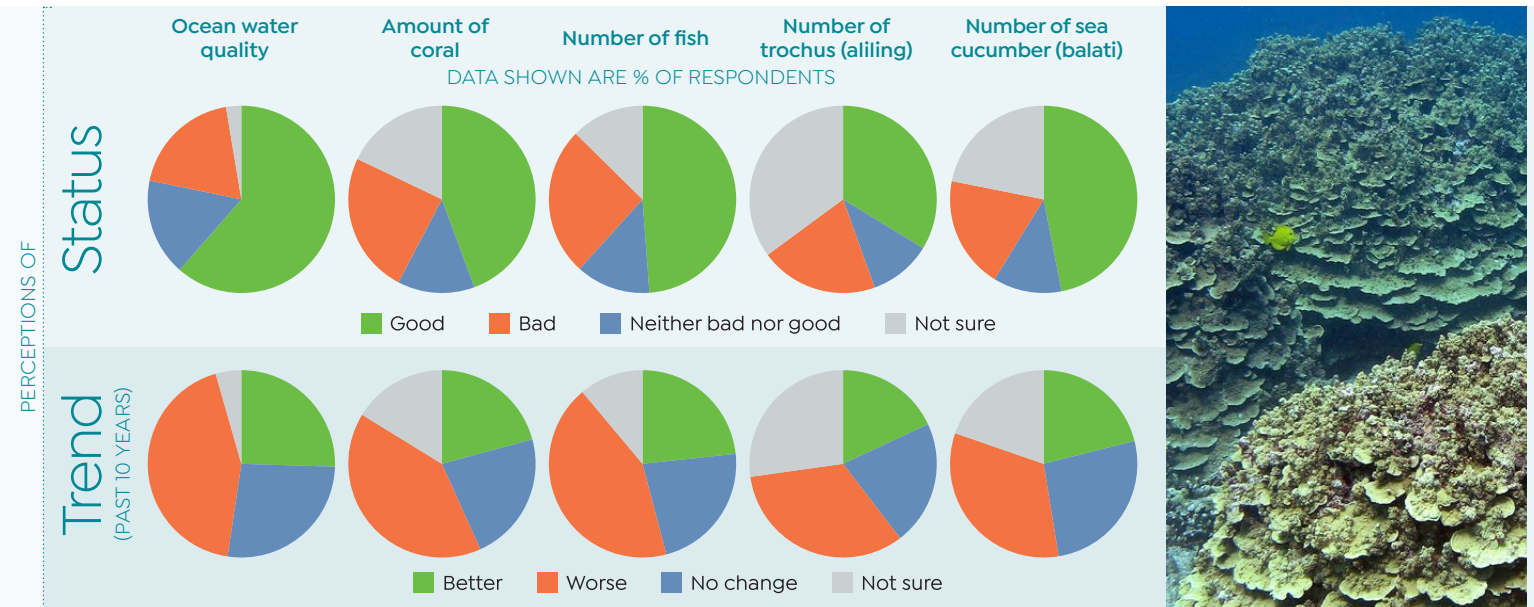 Ocean water
quality
Amount of
coral
Number of fish
Number of
trochus (aliling)
Number of sea
cucumber (balati)
DATA SHOWN ARE % OF RESPONDENTS
PERCEPTIONS OF
Status
Good
Bad
Neither bad nor good
Not sure
Trend
(PAST 10 YEARS)
Better
Worse
No change
Not sure